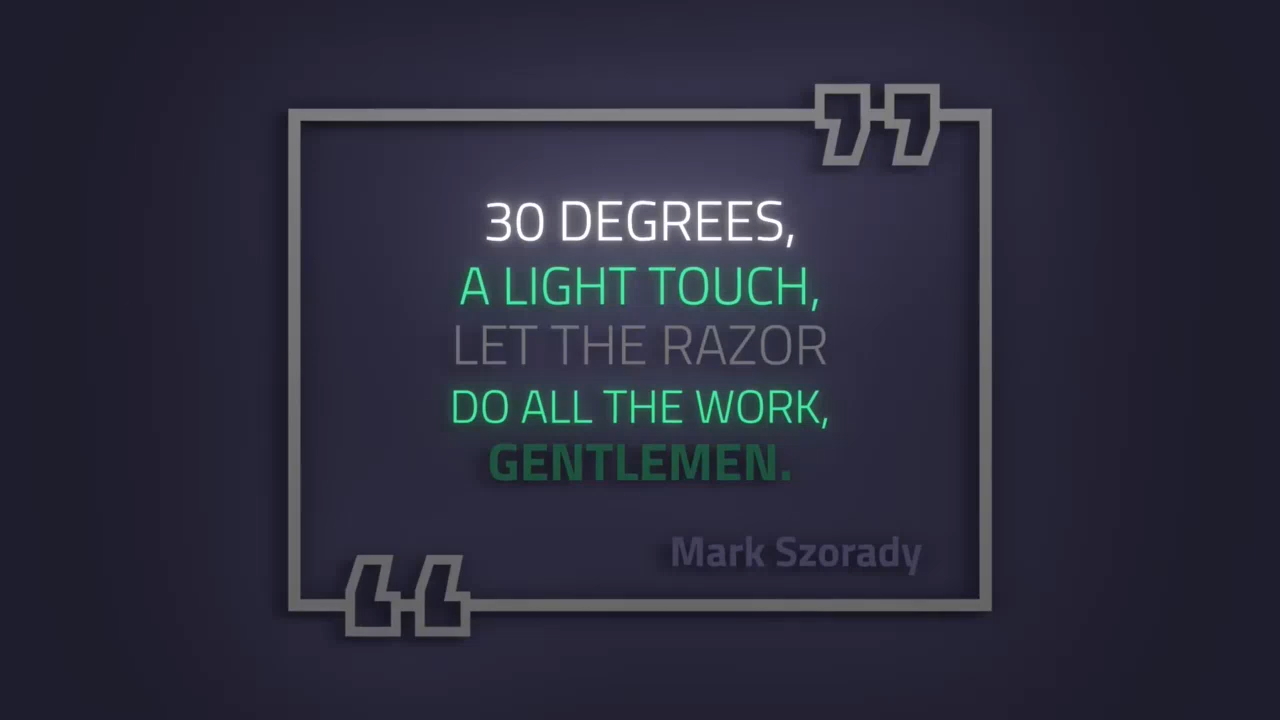 30 DEGREES,
A LIGHT TOUCH,
LET THE RAZOR
DO ALL THE WORK,
GENTLEMEN.
Mark Szorady